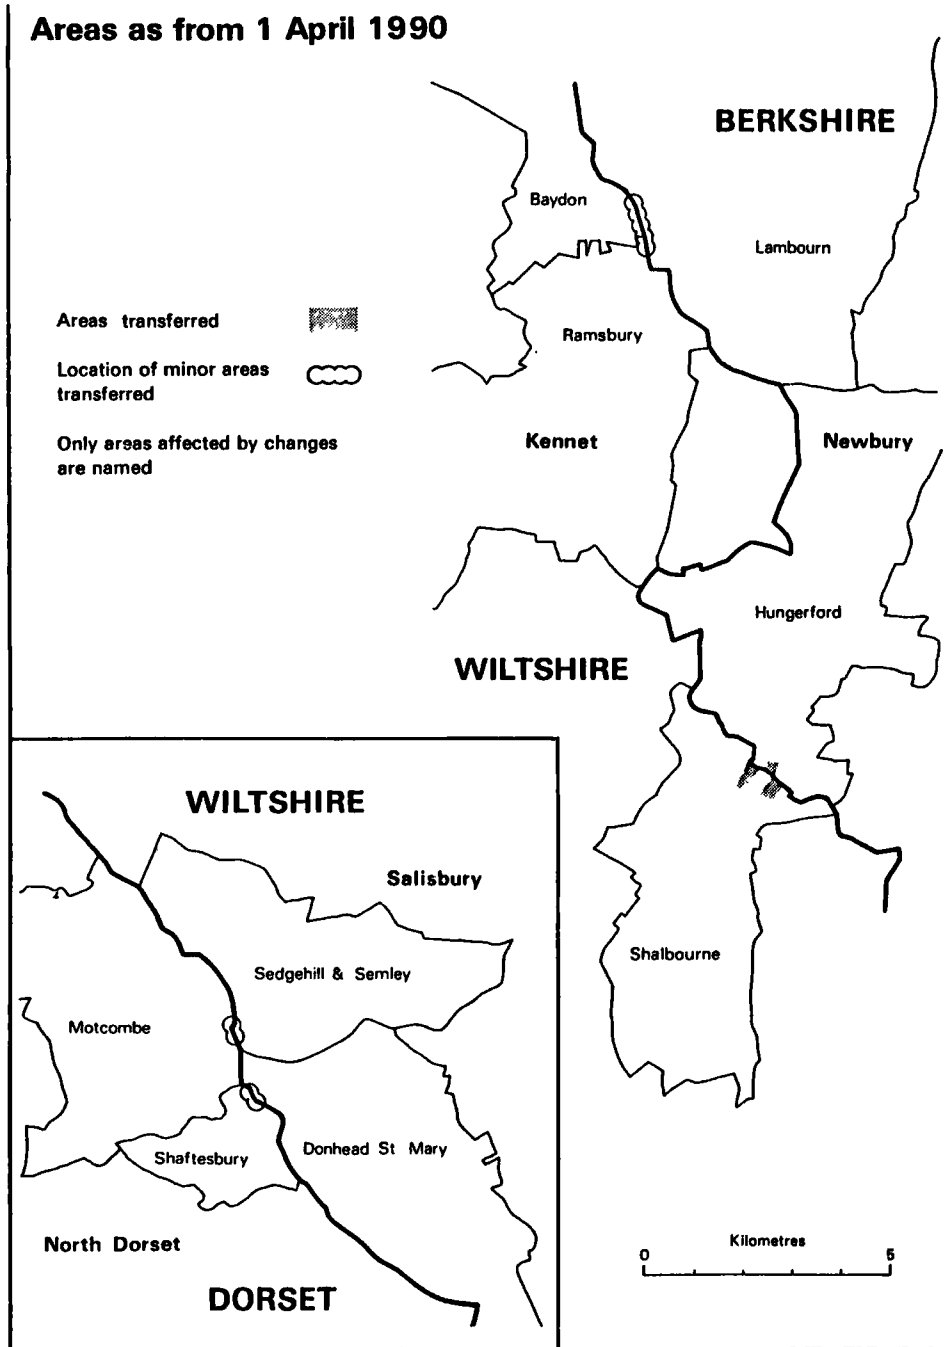 Areas as from 1 April 1990
BERKSHIRE
Baydon
Lambourn
Areas transferred
Ramsbury
Location of minor areas
transferred
Only areas affected by changes
are named
Kennet
Newbury
Hungerford
WILTSHIRE
Shalbourne
WILTSHIRE
Salisbury
Sedgehill & Semley
Motcombe
Donhead St Mary
Shaftesbury
North Dorset
DORSET
Kilometres
0 5